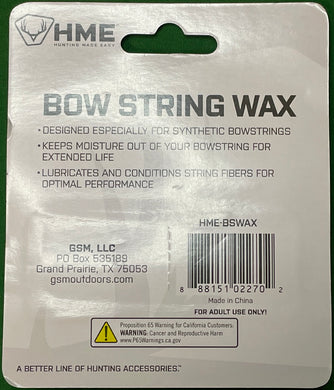 HME
HUNTING MADE EASY
BOW STRING WAX
• DESIGNED ESPECIALLY FOR SYNTHETIC BOWSTRINGS
• KEEPS MOISTURE OUT OF YOUR BOWSTRING FOR
EXTENDED LIFE
• LUBRICATES AND CONDITIONS STRING FIBERS FOR
OPTIMAL PERFORMANCE
HME-BSWAX
GSM, LLC
PO Box 535189
Grand Prairie, TX 75053
gsmoutdoors.com
8 88151 02270 2
Made in China
FOR ADULT USE ONLY!
Proposition 65 Warning for California Customers:
WARNING: Cancer and Reproductive Harm
www.P65Warnings.ca.gov
A BETTER LINE OF HUNTING ACCESSORIES.™